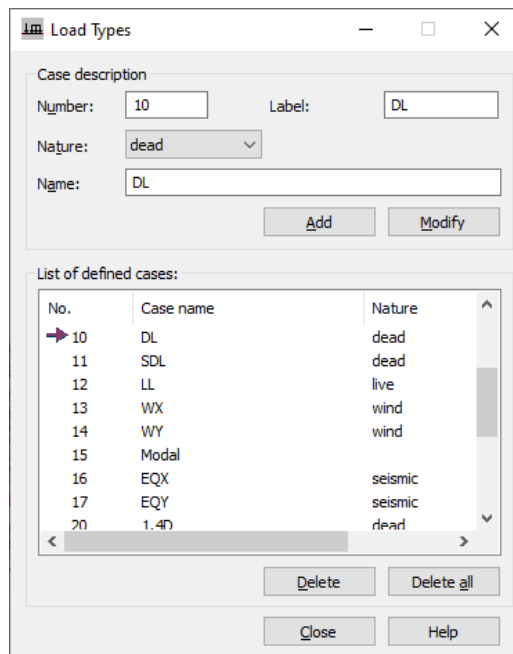 Load Types
Case description
Number: 10 Label: DL
Nature: dead
Name: DL
Add Modify
List of defined cases:
No. Case name Nature
10 DL dead
11 SDL dead
12 LL live
13 WX wind
14 WY wind
15 Modal
16 EQX seismic
17 EQY seismic
20 1.4D dead
Delete Delete all
Close Help